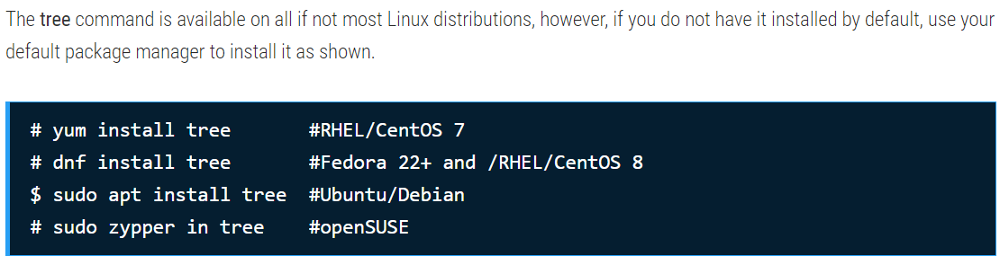 The tree command is available on all if not most Linux distributions, however, if you do not have it installed by default, use your
default package manager to install it as shown.
# yum install tree #RHEL/CentOS 7
# dnf install tree #Fedora 22+ and /RHEL/CentOS 8
$ sudo apt install tree #Ubuntu/Debian
# sudo zypper in tree #openSUSE